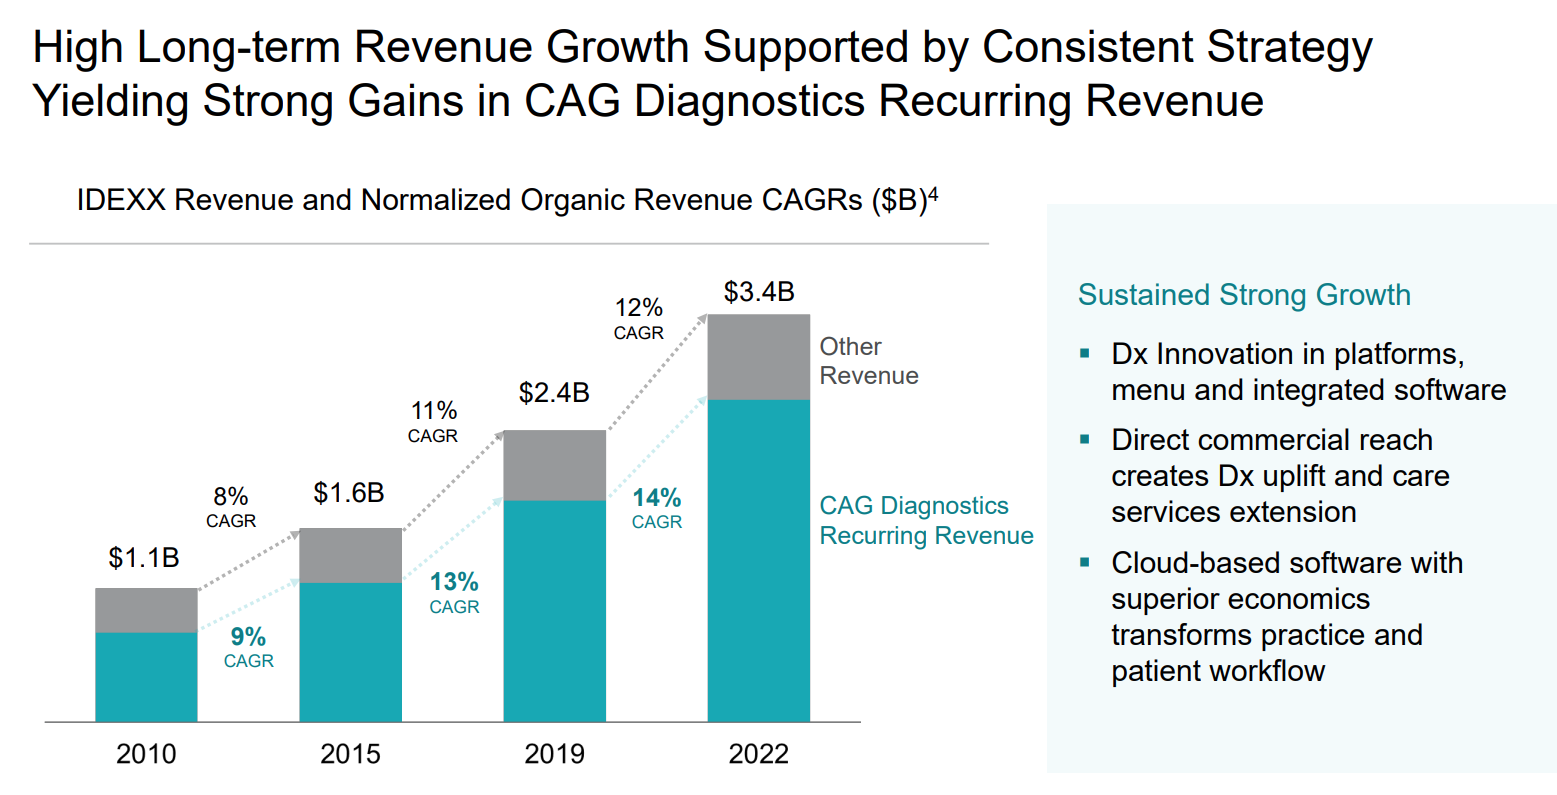 High Long-term Revenue Growth Supported by Consistent Strategy
Yielding Strong Gains in CAG Diagnostics Recurring Revenue
IDEXX Revenue and Normalized Organic Revenue CAGRs ($B)⁴
$1.1B
8%
CAGR
9%
CAGR
$1.6B
11%
CAGR
13%
CAGR
$2.4B
12%
CAGR
14%
CAGR
$3.4B
Other
Revenue
CAG Diagnostics
Recurring Revenue
2010
2015
2019
2022
Sustained Strong Growth
▪ Dx Innovation in platforms,
menu and integrated software
▪ Direct commercial reach
creates Dx uplift and care
services extension
▪ Cloud-based software with
superior economics
transforms practice and
patient workflow